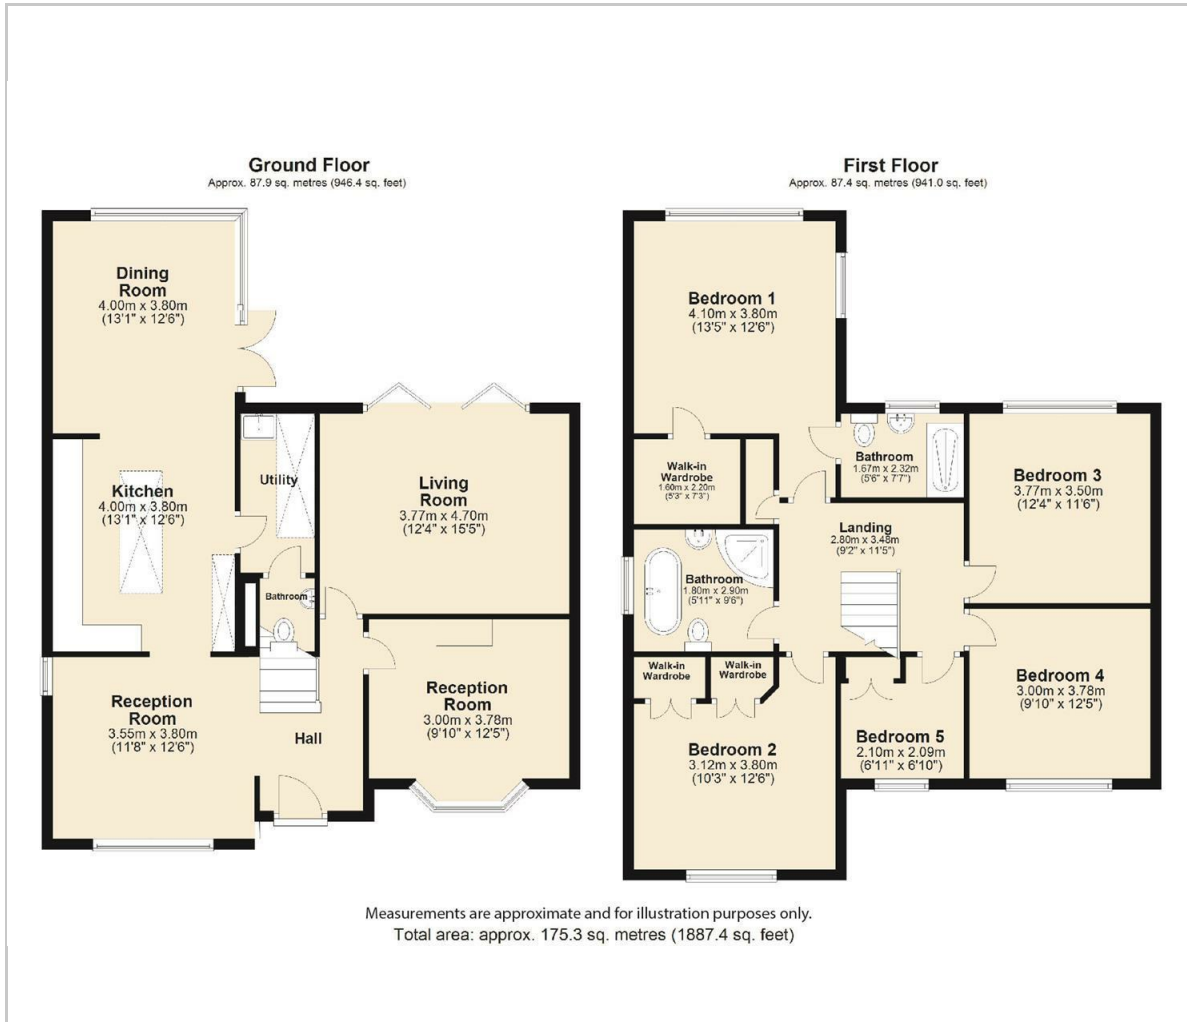 Ground Floor
Approx. 87.9 sq. metres (946.4 sq. feet)
Dining
Room
4.00m x 3.80m
(13'1" x 12'6")
Kitchen
4.00m x 3.80m
(13'1" x 12'6")
Utility
Living
Room
3.77m x 4.70m
(12'4" x 15'5")
Bathroom
Reception
Room
3.55m x 3.80m
(11'8" x 12'6")
Hall
Reception
Room
3.00m x 3.78m
(9'10" x 12'5")
First Floor
Approx. 87.4 sq. metres (941.0 sq. feet)
Bedroom 1
4.10m x 3.80m
(13'5" x 12'6")
Walk-in
Wardrobe
1.60m x 2.20m
(5'3" x 7'3")
Bathroom
1.67m x 2.32m
(5'6" x 7'7")
Bedroom 3
3.77m x 3.50m
(12'4" x 11'6")
Landing
2.80m x 3.48m
(9'2" x 11'5")
Bathroom
1.80m x 2.90m
(5'11" x 9'6")
Walk-in
Wardrobe
Walk-in
Wardrobe
Bedroom 2
3.12m x 3.80m
(10'3" x 12'6")
Bedroom 5
2.10m x 2.09m
(6'11" x 6'10")
Bedroom 4
3.00m x 3.78m
(9'10" x 12'5")
Measurements are approximate and for illustration purposes only.
Total area: approx. 175.3 sq. metres (1887.4 sq. feet)